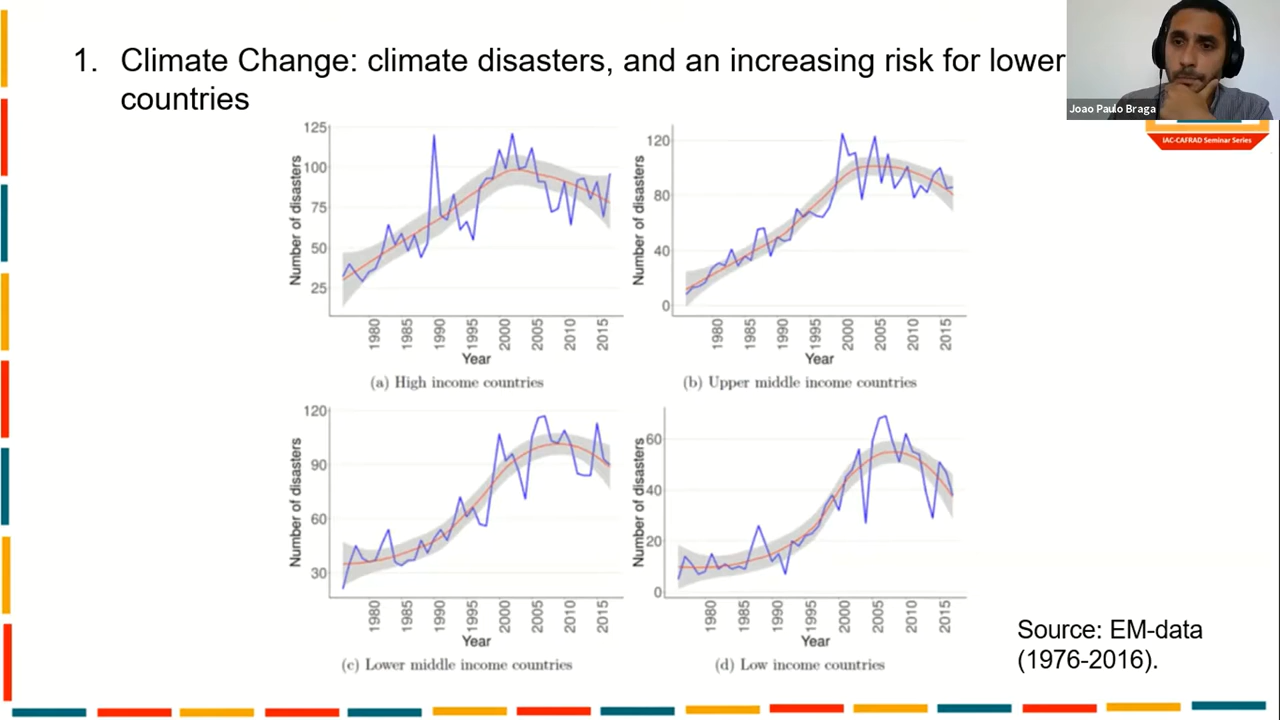 1. Climate Change: climate disasters, and an increasing risk for lower
countries
Joao Paulo Braga
IAC-CAFRAD Seminar Series
125
100
75
50
25
Number of disasters
1980
1985
1990
1995
2000
2005
2010
2015
Year
(a) High income countries
120
80
40
0
Number of disasters
1980
1985
1990
1995
2000
2005
2010
2015
Year
(b) Upper middle income countries
120
90
60
30
Number of disasters
1980
1985
1990
1995
2000
2005
2010
2015
Year
(c) Lower middle income countries
60
40
20
0
Number of disasters
1980
1985
1990
1995
2000
2005
2010
2015
Year
(d) Low income countries
Source: EM-data
(1976-2016).